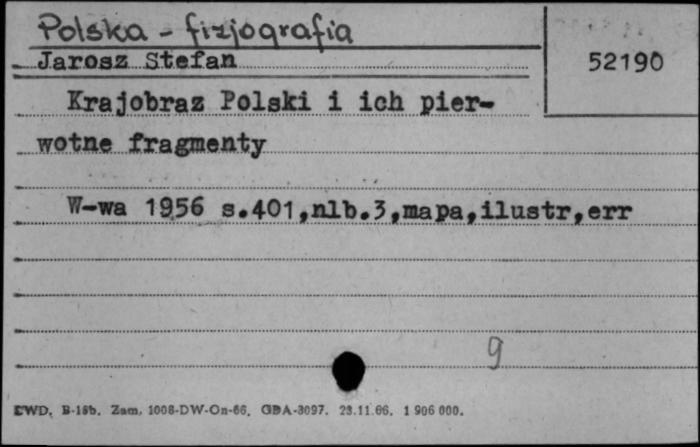 Polska - fizjografia
Jarosz Stefan
52190
Krajobraz Polski i ich pier-
wotne fragmenty
W-wa 1956 s.401,nlb.3,mapa,ilustr,err
9
EWD. B-15b. Zam. 1008-DW-On-66. GDA-3097. 23.11.66. 1 906 000.